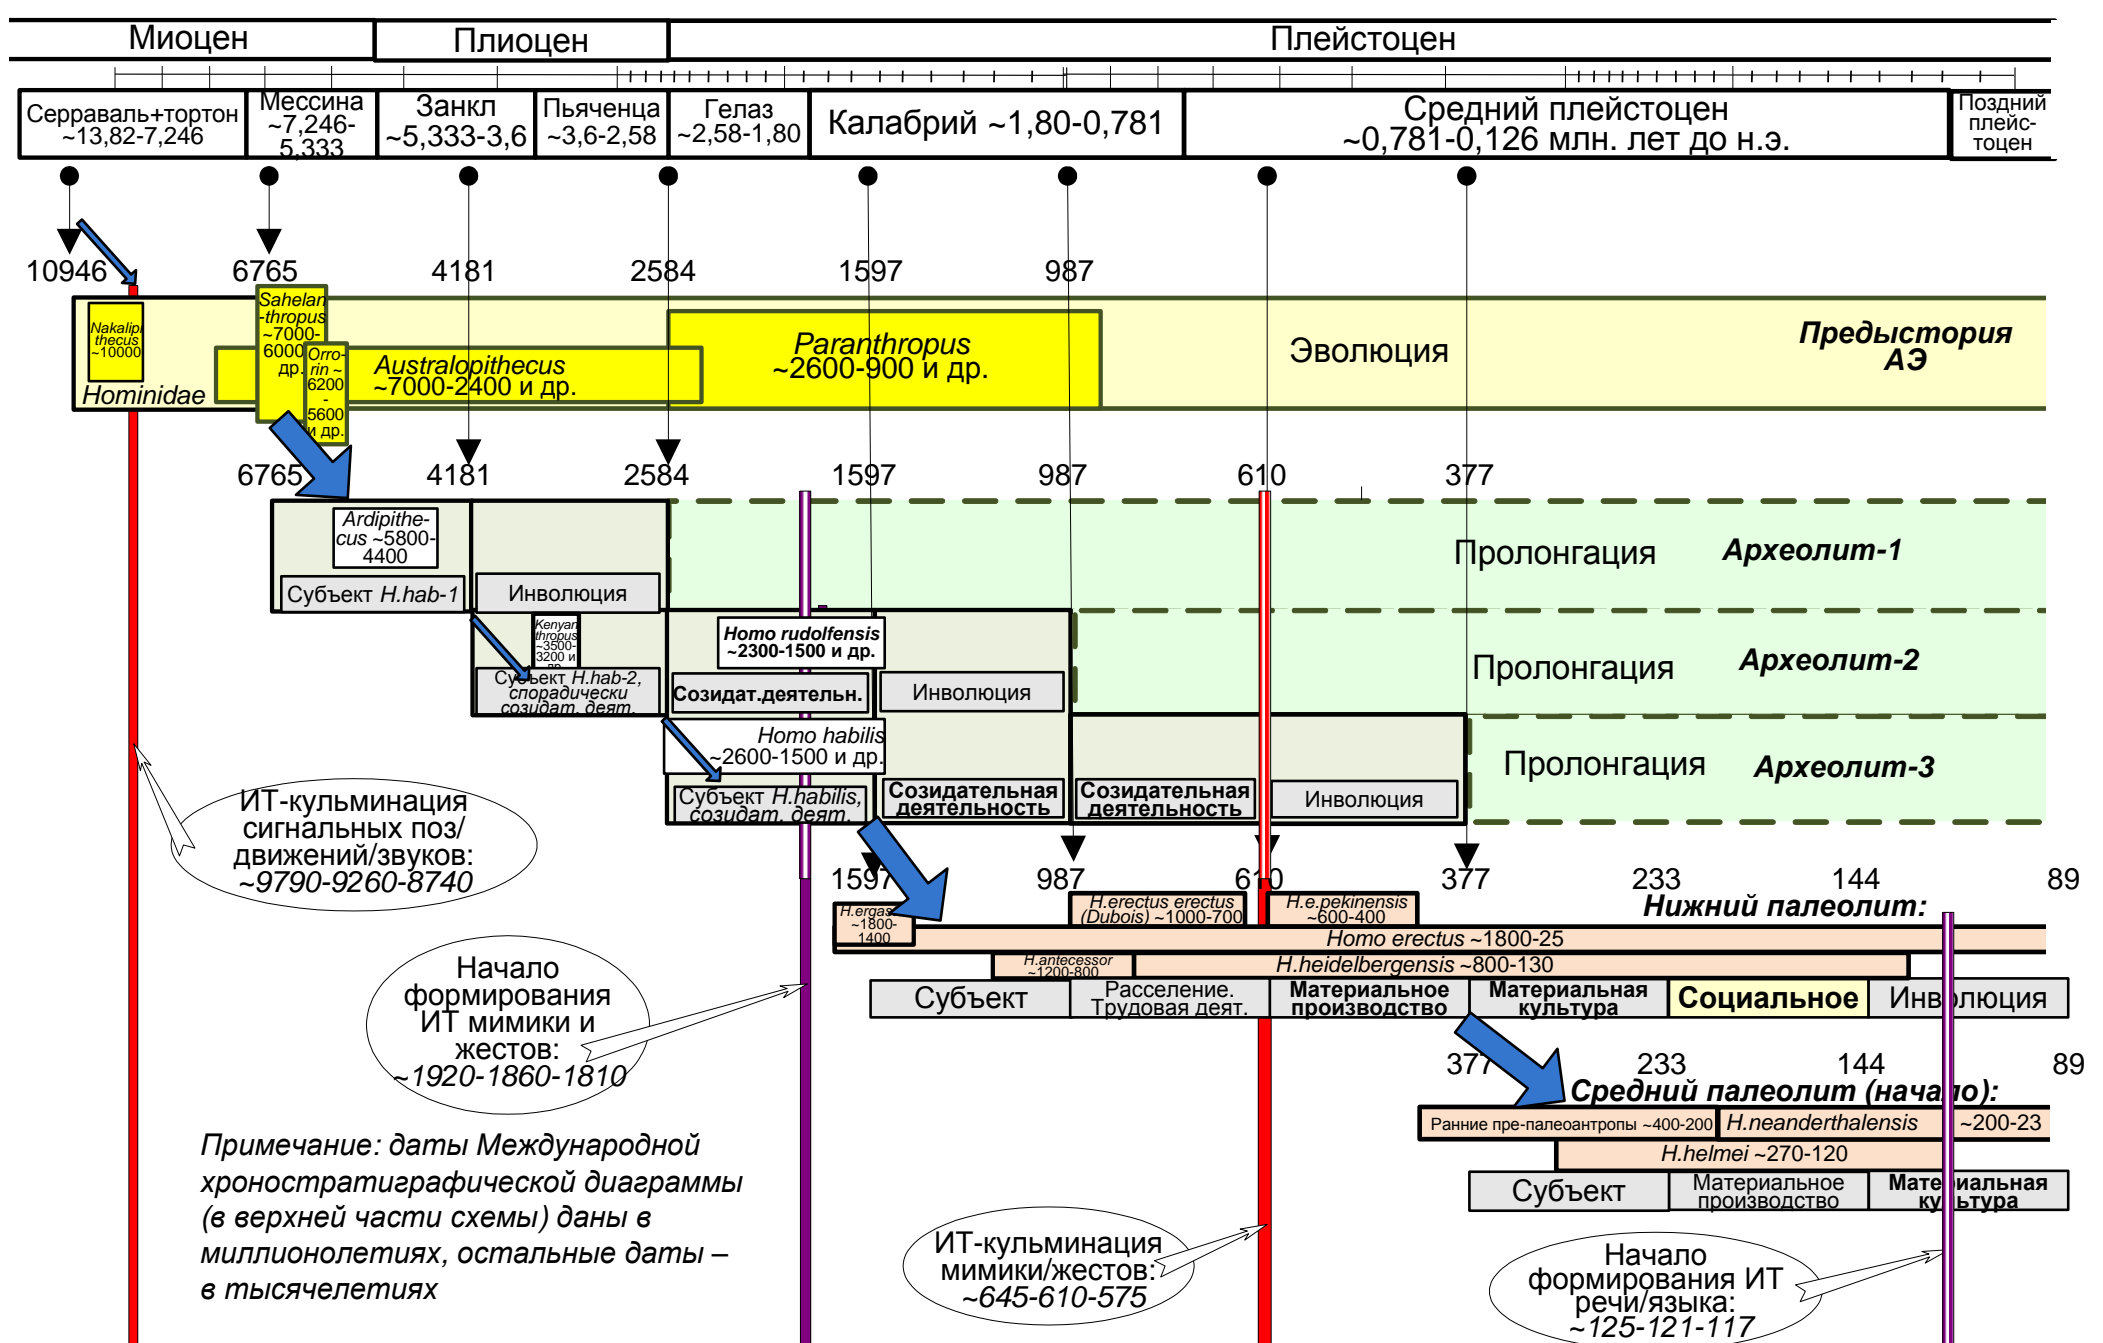 Миоцен
Плиоцен
Плейстоцен
Серраваль+тортон
~13,82-7,246
Мессина
~7,246-
5,333
Занкл
~5,333-3,6
Пьяченца
~3,6-2,58
Гелаз
~2,58-1,80
Калабрий ~1,80-0,781
Средний плейстоцен
~0,781-0,126 млн. лет до н.э.
Поздний
плейс-
тоцен
10946
6765
4181
2584
1597
987
Nakalipi
thecus
~10000
Hominidae
Sahelan
-thropus
~7000-
6000
др.
Orro-
rin ~
6200
-
5600
и др.
Australopithecus
~7000-2400 и др.
Paranthropus
~2600-900 и др.
Эволюция
Предыстория
АЭ
6765
4181
2584
1597
987
610
377
Ardipithe-
cus ~5800-
4400
Субъект H.hab-1
Инволюция
Пролонгация
Археолит-1
Kenyan
thropus
~3500-
3200 и
др.
Субъект H.hab-2,
спорадически
созидат. деят.
Homo rudolfensis
~2300-1500 и др.
Созидат.деятельн.
Инволюция
Пролонгация
Археолит-2
Homo habilis
~2600-1500 и др.
Субъект H.habilis,
созидат. деят.
Созидательная
деятельность
Созидательная
деятельность
Инволюция
Пролонгация
Археолит-3
ИТ-кульминация
сигнальных поз/
движений/звуков:
~9790-9260-8740
1597
987
610
377
233
144
89
Нижний палеолит:
H.ergas
~1800-
1400
H.erectus erectus
(Dubois) ~1000-700
H.e.pekinensis
~600-400
Homo erectus ~1800-25
H.antecessor
~1200-800
H.heidelbergensis ~800-130
Субъект
Расселение.
Трудовая деят.
Материальное
производство
Материальная
культура
Социальное
Инволюция
Начало
формирования
ИТ мимики и
жестов:
~1920-1860-1810
377
233
144
89
Средний палеолит (начало):
Ранние пре-палеоантропы ~400-200
H.neanderthalensis
~200-23
H.helmei ~270-120
Субъект
Материальное
производство
Материальная
культура
Примечание: даты Международной
хроностратиграфической диаграммы
(в верхней части схемы) даны в
миллионолетиях, остальные даты –
в тысячелетиях
ИТ-кульминация
мимики/жестов:
~645-610-575
Начало
формирования ИТ
речи/языка:
~125-121-117